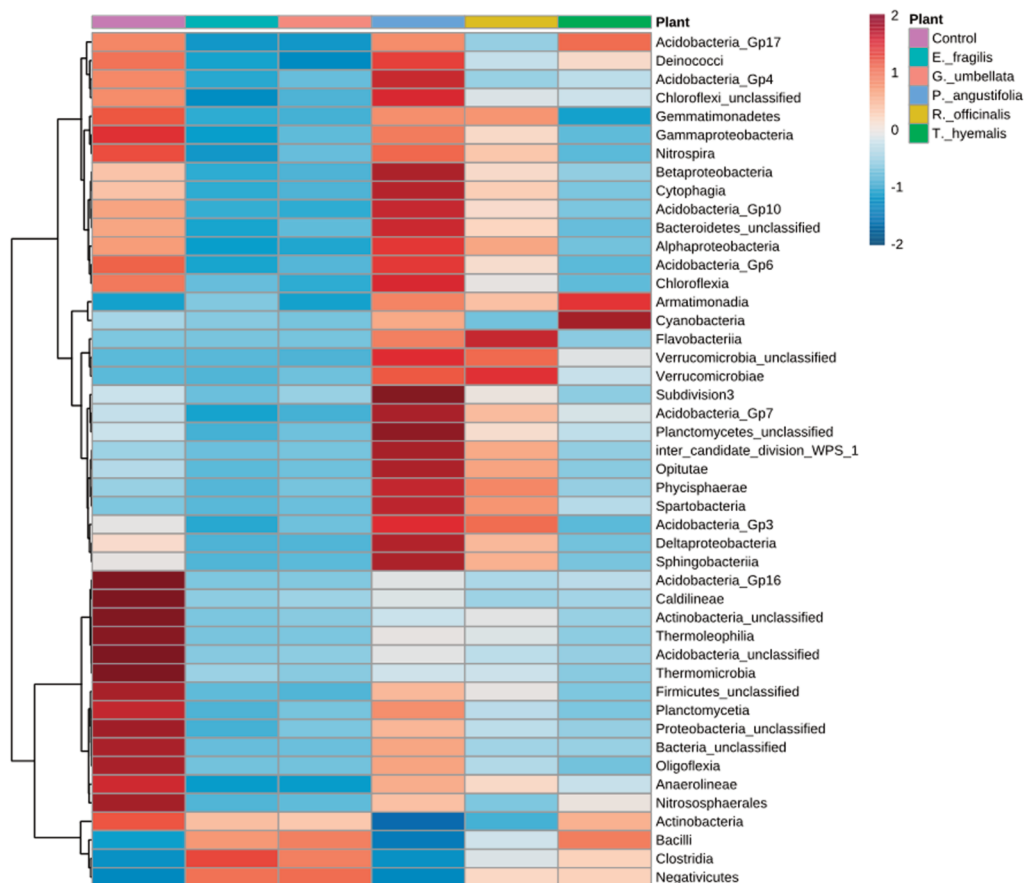 Plant
Acidobacteria_Gp17
Deinococci
Acidobacteria_Gp4
Chloroflexi_unclassified
Gemmatimonadetes
Gammaproteobacteria
Nitrospira
Betaproteobacteria
Cytophagia
Acidobacteria_Gp10
Bacteroidetes_unclassified
Alphaproteobacteria
Acidobacteria_Gp6
Chloroflexia
Armatimonadia
Cyanobacteria
Flavobacteriia
Verrucomicrobia_unclassified
Verrucomicrobiae
Subdivision3
Acidobacteria_Gp7
Planctomycetes_unclassified
inter_candidate_division_WPS_1
Opitutae
Phycisphaerae
Spartobacteria
Acidobacteria_Gp3
Deltaproteobacteria
Sphingobacteriia
Acidobacteria_Gp16
Caldilineae
Actinobacteria_unclassified
Thermoleophilia
Acidobacteria_unclassified
Thermomicrobia
Firmicutes_unclassified
Planctomycetia
Proteobacteria_unclassified
Bacteria_unclassified
Oligoflexia
Anaerolineae
Nitrososphaerales
Actinobacteria
Bacilli
Clostridia
Negativicutes
2
1
0
-1
-2
Plant
Control
E._fragilis
G._umbellata
P._angustifolia
R._officinalis
T._hyemalis